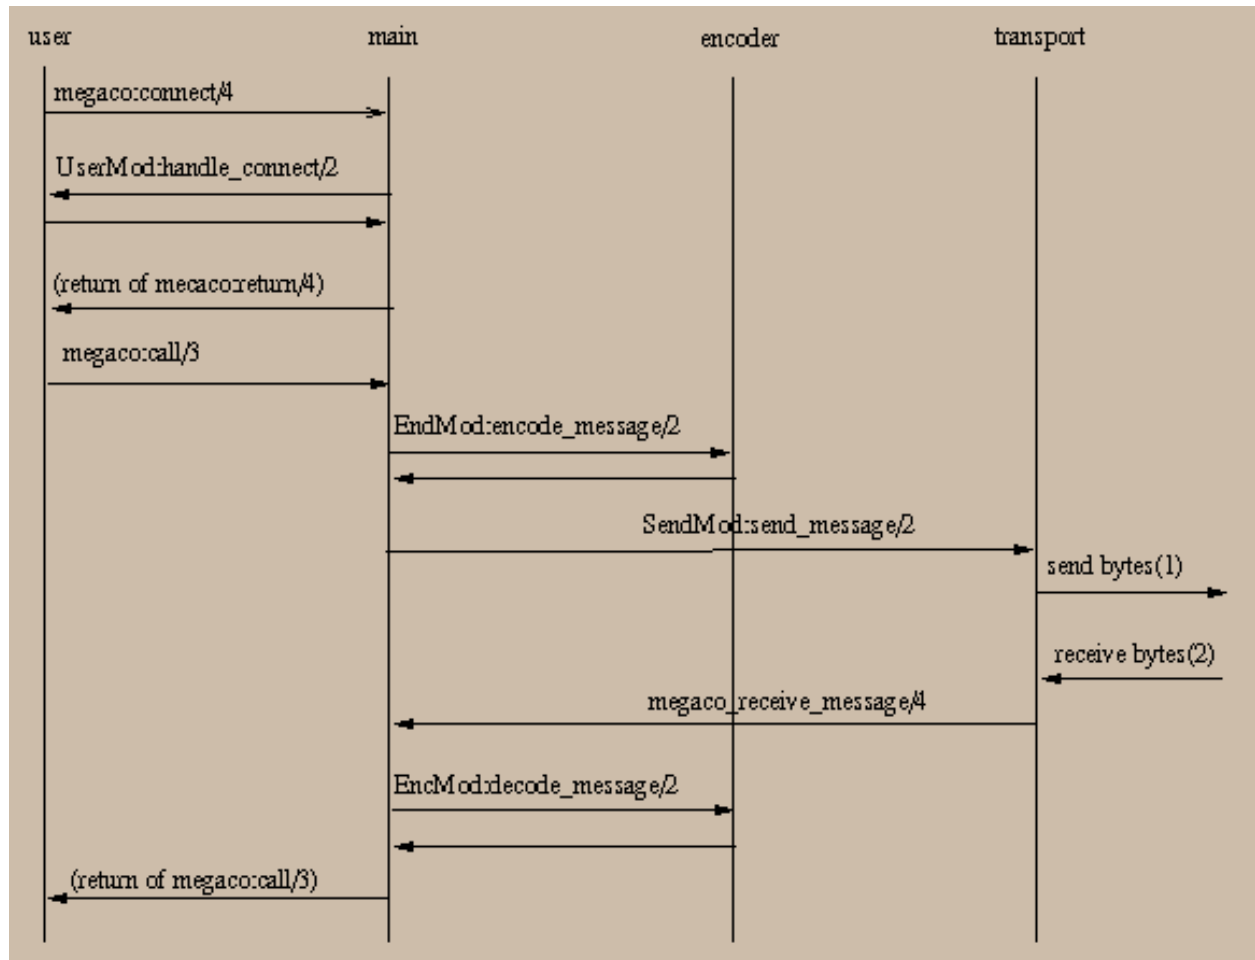 user
main
encoder
transport
megaco:connect/4
UserMod:handle_connect/2
(return of mecaco:return/4)
megaco:call/3
EndMod:encode_message/2
SendMod:send_message/2
send bytes(1)
receive bytes(2)
megaco_receive_message/4
EncMod:decode_message/2
(return of megaco:call/3)